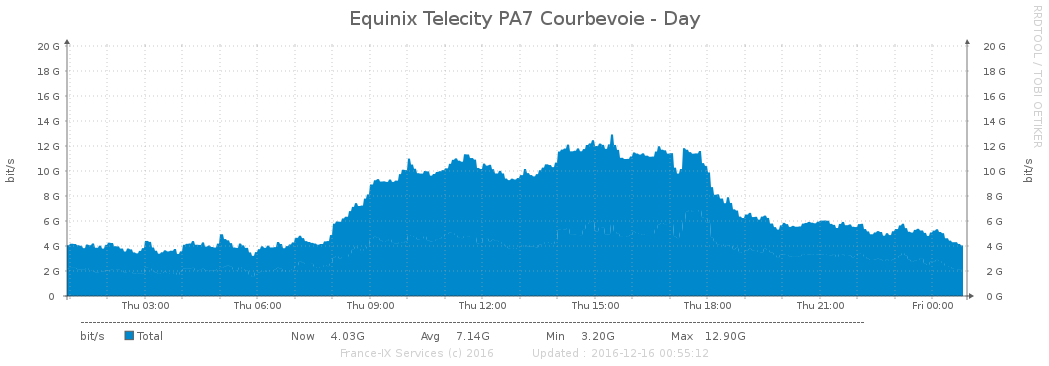 Equinix Telecity PA7 Courbevoie - Day
RRDTOOL / TOBI OETIKER
bit/s
bit/s
20 G 20 G
18 G 18 G
16 G 16 G
14 G 14 G
12 G 12 G
10 G 10 G
8 G 8 G
6 G 6 G
4 G 4 G
2 G 2 G
0 0 G
Thu 03:00 Thu 06:00 Thu 09:00 Thu 12:00 Thu 15:00 Thu 18:00 Thu 21:00 Fri 00:00
bit/s Total Now 4.03G Avg 7.14G Min 3.20G Max 12.90G
France-IX Services (c) 2016 Updated : 2016-12-16 00:55:12